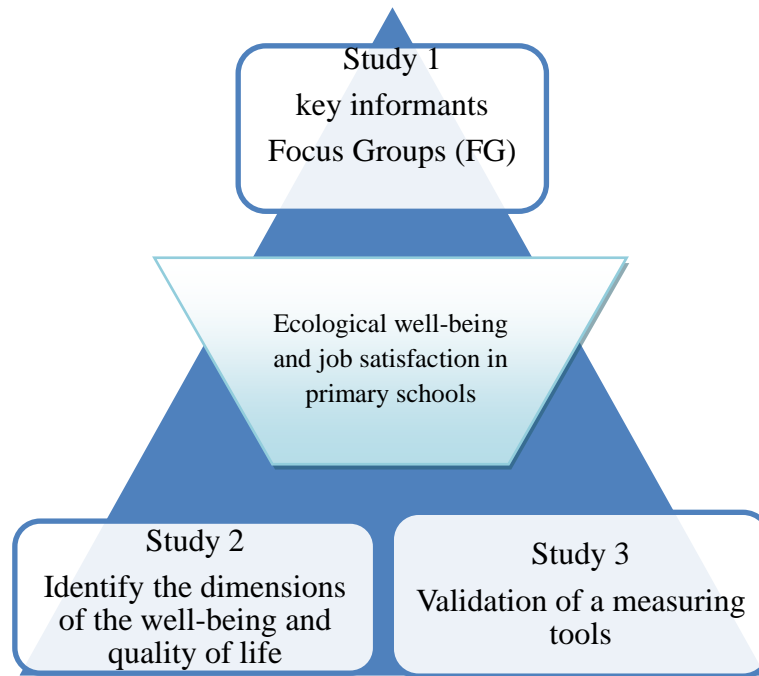 Study 1
key informants
Focus Groups (FG)
Ecological well-being
and job satisfaction in
primary schools
Study 2
Identify the dimensions
of the well-being and
quality of life
Study 3
Validation of a measuring
tools